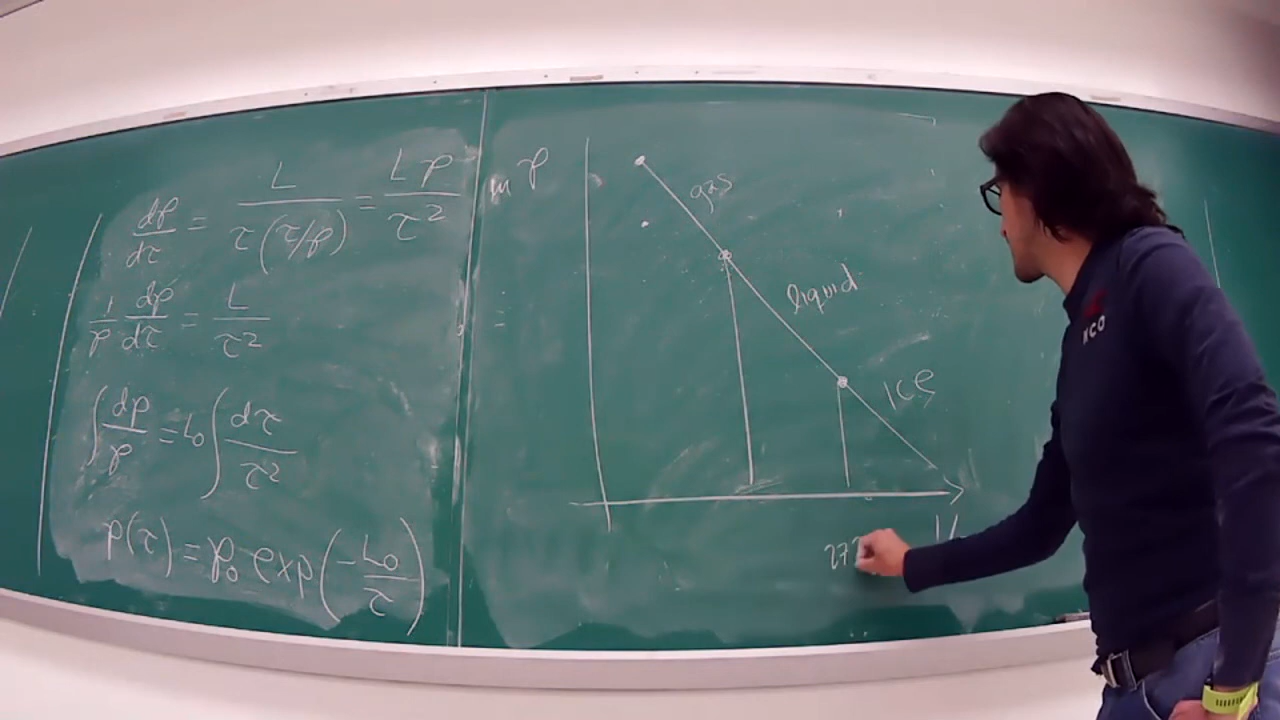 dp/dτ = L/(τ(τ/p)) = Lp/τ²
1/p dp/dτ = L/τ²
∫ dp/p = L₀ ∫ dτ/τ²
p(τ) = p₀ exp(-L₀/τ)
ln p
gas
liquid
ICE
1/
27